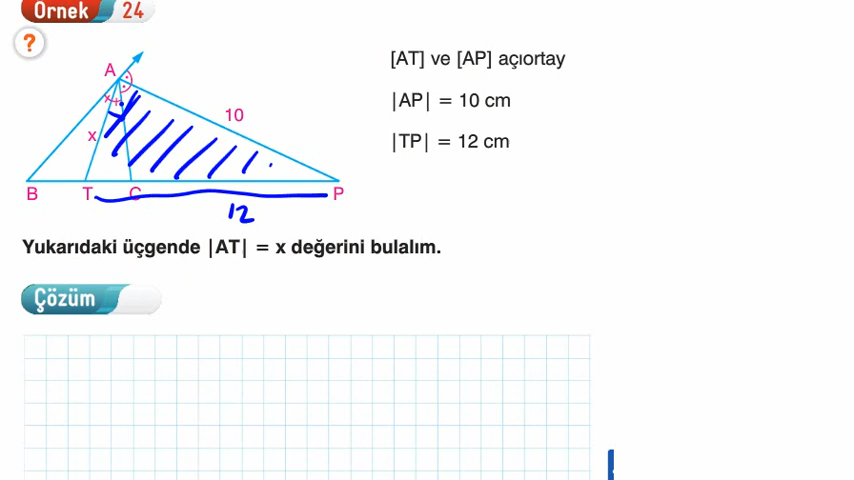 Örnek 24
?
[AT] ve [AP] açıortay
A
|AP| = 10 cm
x
10
x
|TP| = 12 cm
B T C P
12
Yukarıdaki üçgende |AT| = x değerini bulalım.
Çözüm